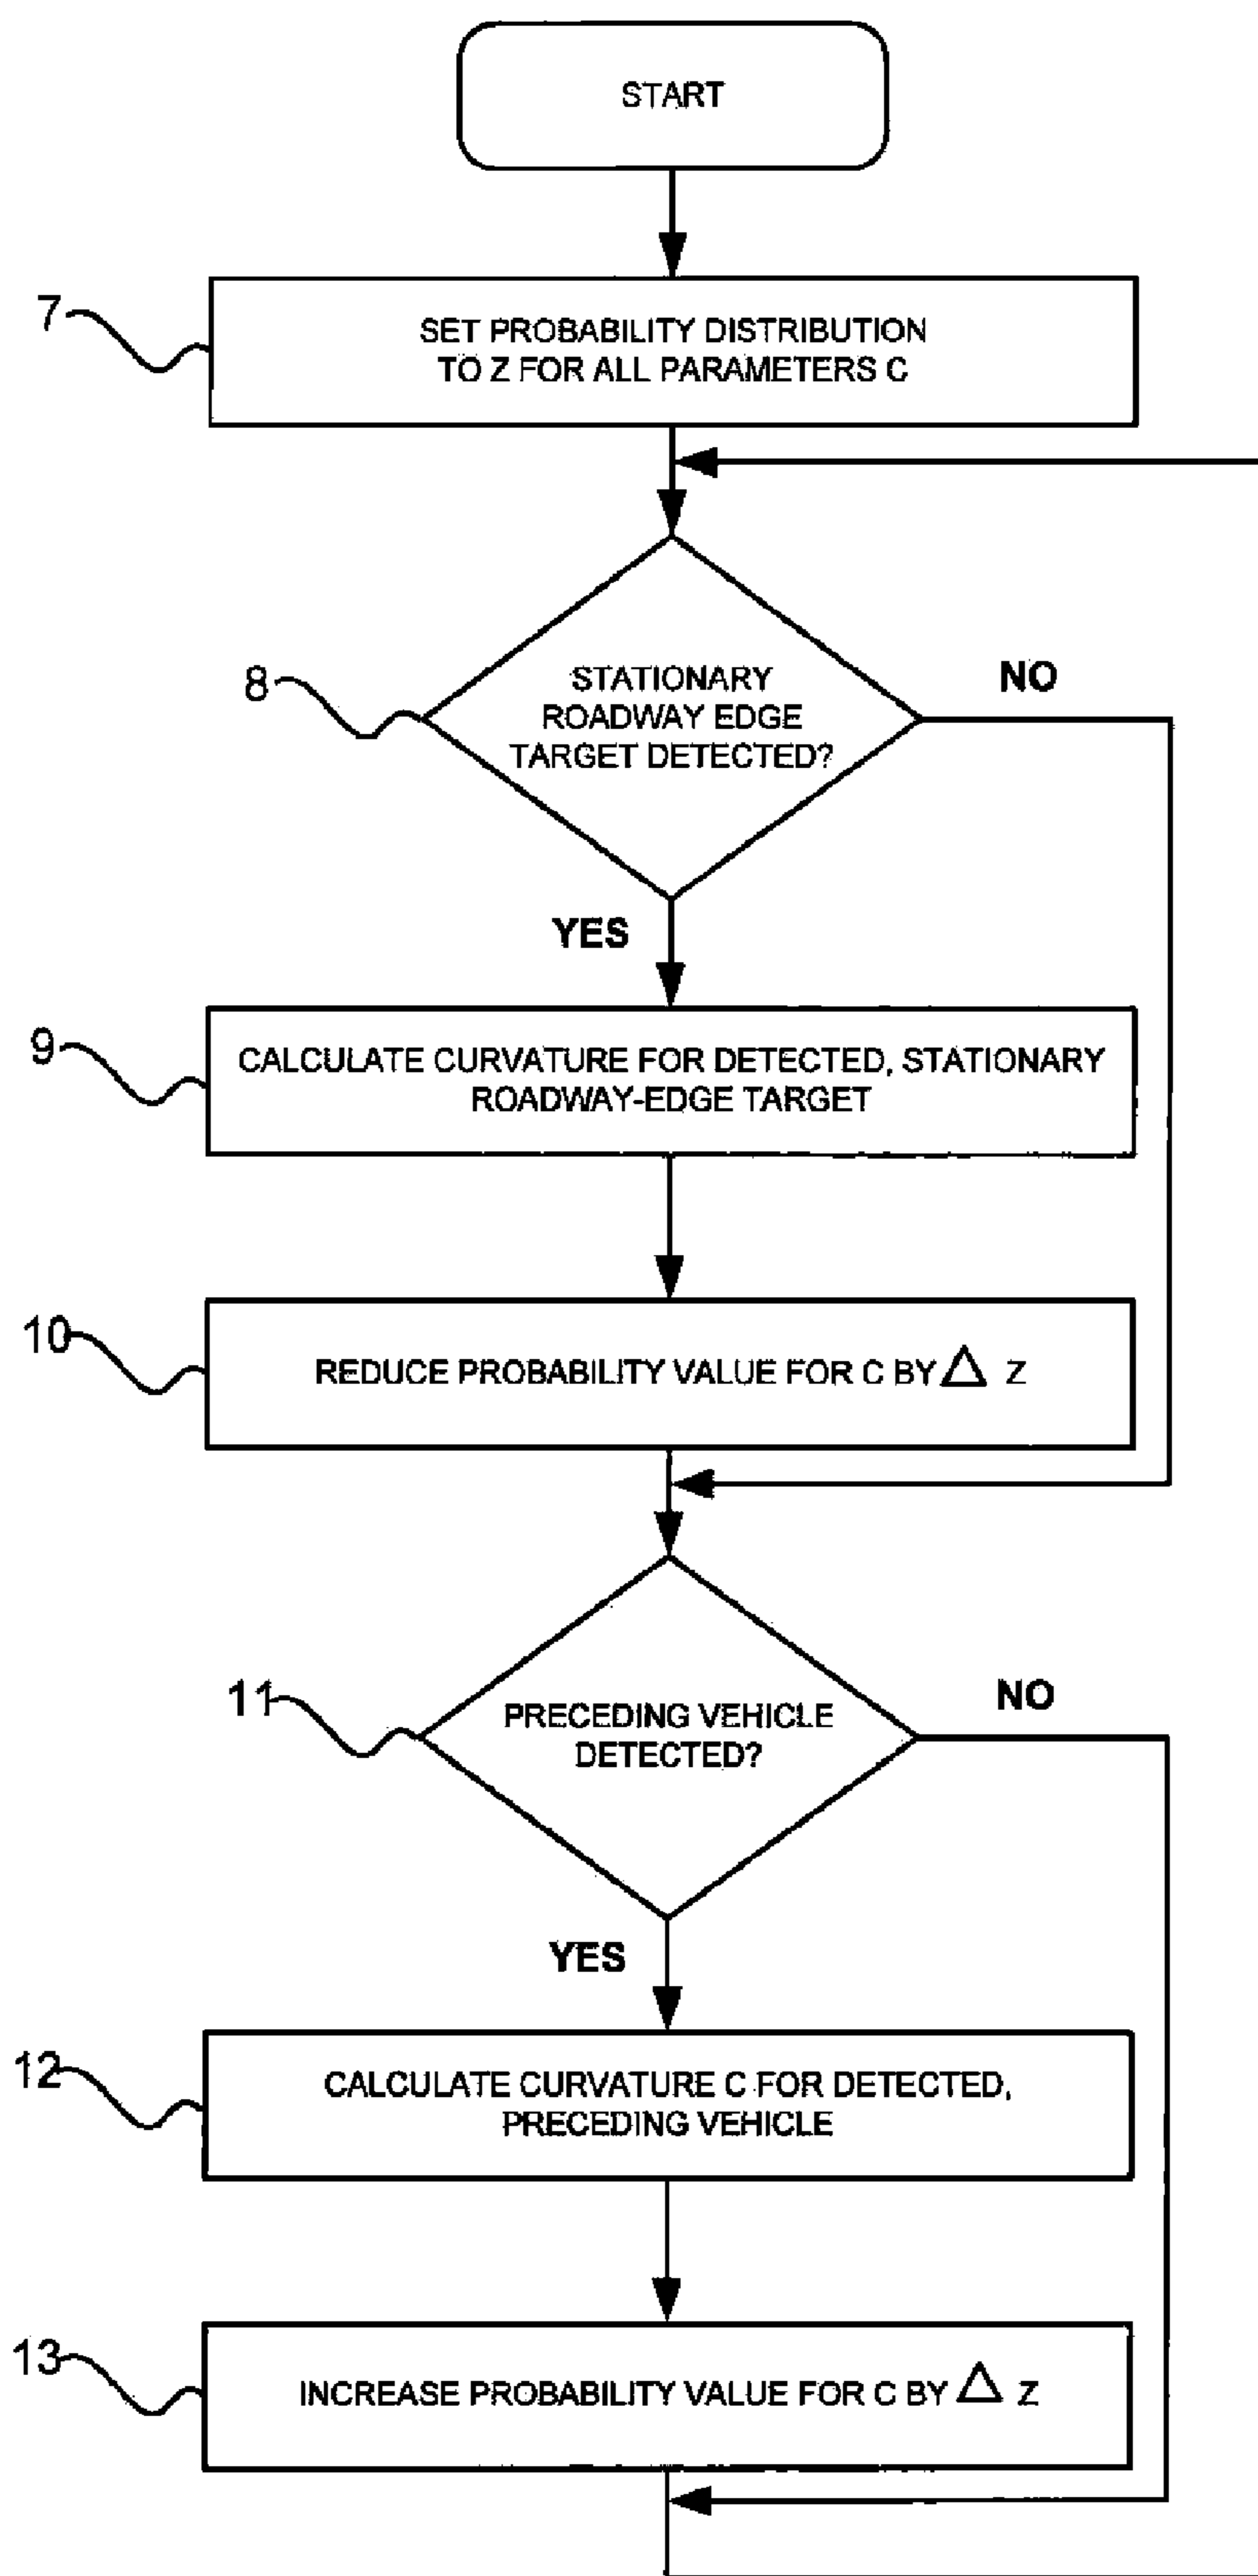 START
7
SET PROBABILITY DISTRIBUTION
TO Z FOR ALL PARAMETERS C
8
STATIONARY
ROADWAY EDGE
TARGET DETECTED?
NO
YES
9
CALCULATE CURVATURE FOR DETECTED, STATIONARY
ROADWAY-EDGE TARGET
10
REDUCE PROBABILITY VALUE FOR C BY △ Z
11
PRECEDING VEHICLE
DETECTED?
NO
YES
12
CALCULATE CURVATURE C FOR DETECTED,
PRECEDING VEHICLE
13
INCREASE PROBABILITY VALUE FOR C BY △ Z